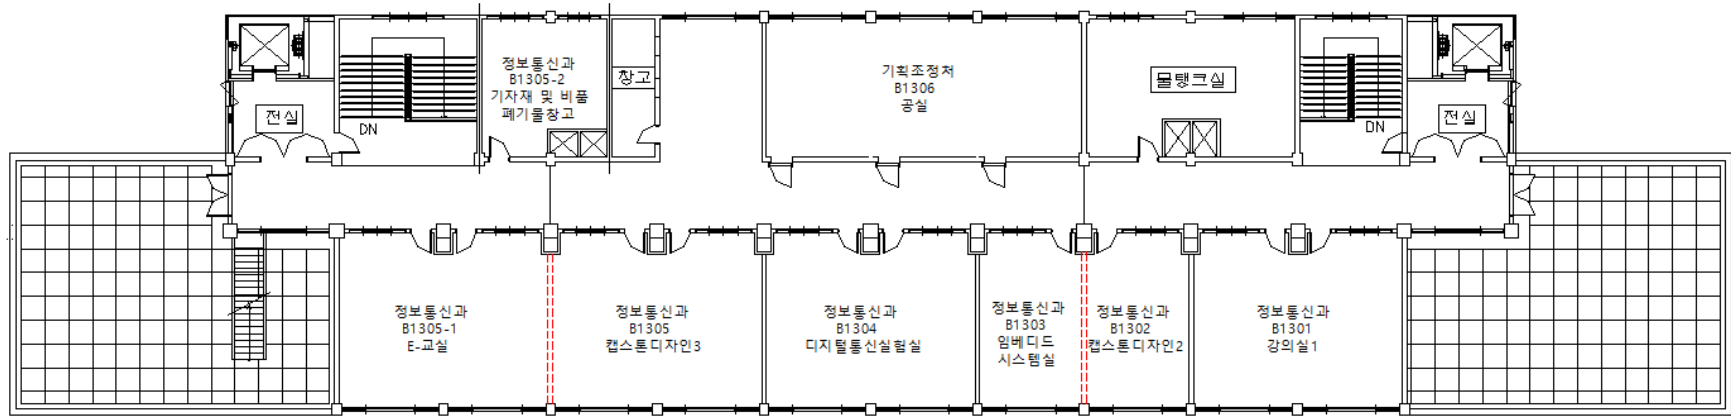 정보통신과
B1305-2
기자재 및 비품
폐기물창고
창고
기획조정처
B1306
공실
물탱크실
전실
DN
DN
전실
정보통신과
B1305-1
E-교실
정보통신과
B1305
캡스톤디자인3
정보통신과
B1304
디지털통신실험실
정보통신과
B1303
임베디드
시스템실
정보통신과
B1302
캡스톤디자인2
정보통신과
B1301
강의실1